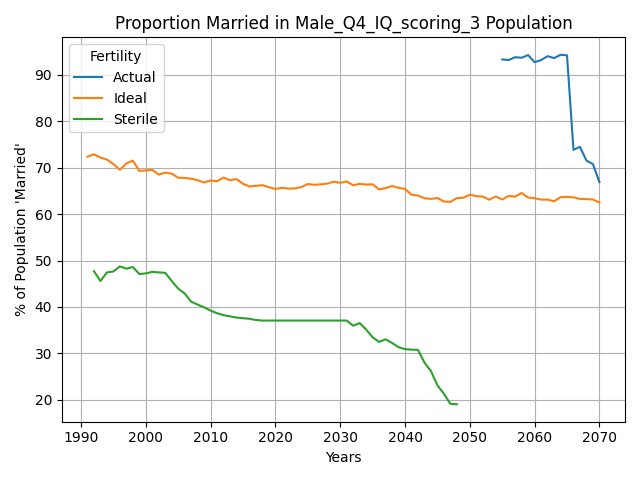 Proportion Married in Male_Q4_IQ_scoring_3 Population
Fertility
Actual
Ideal
Sterile
% of Population 'Married'
90
80
70
60
50
40
30
20
1990 2000 2010 2020 2030 2040 2050 2060 2070
Years